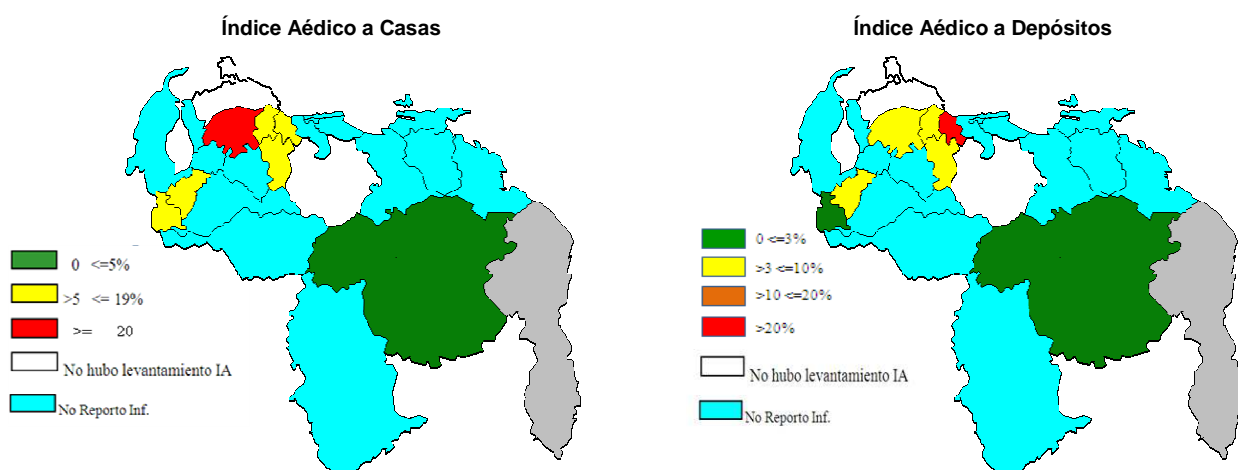 Índice Aédico a Casas
0 <=5%
>5 <= 19%
>= 20
No hubo levantamiento IA
No Reporto Inf.
Índice Aédico a Depósitos
0 <=3%
>3 <=10%
>10 <=20%
>20%
No hubo levantamiento IA
No Reporto Inf.